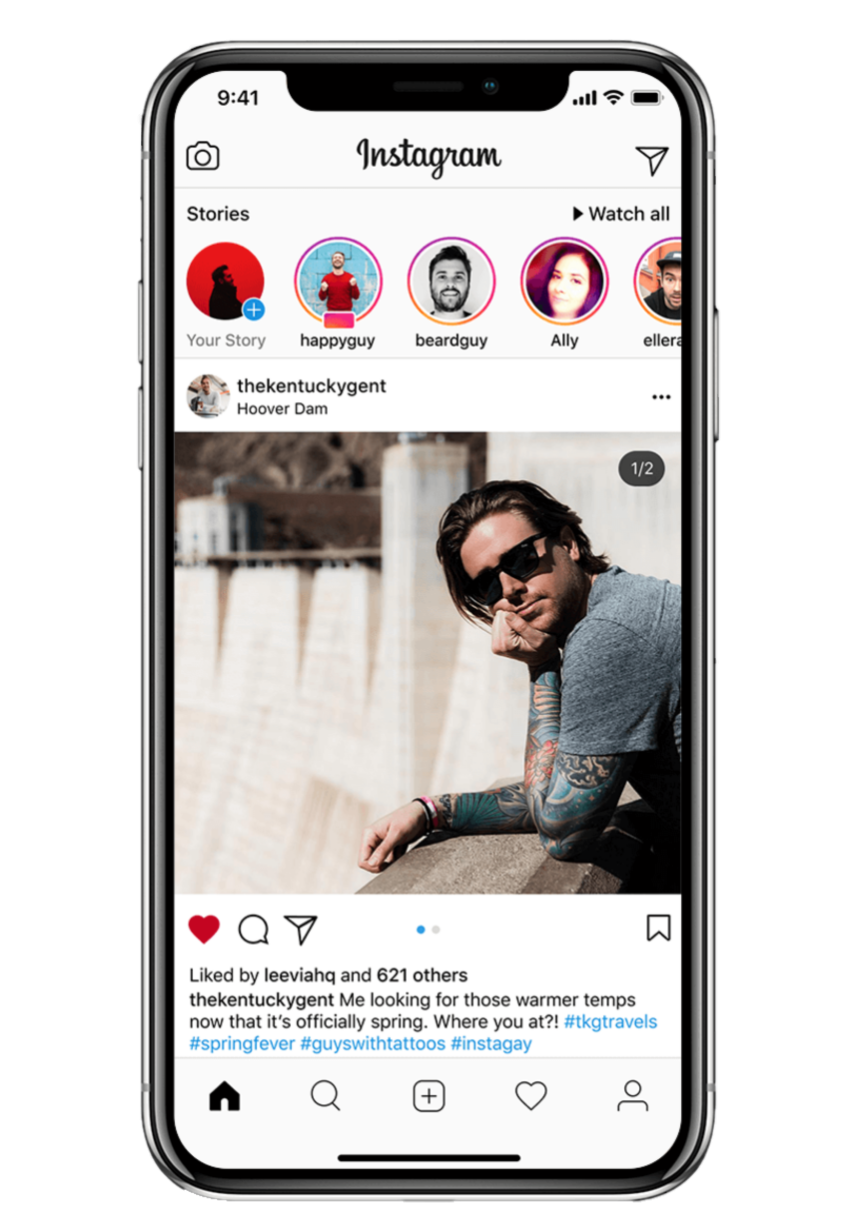 9:41
Instagram
Stories
Watch all
Your Story
happyguy
beardguy
Ally
ellera
thekentuckygent
Hoover Dam
1/2
Liked by leeviahq and 621 others
thekentuckygent Me looking for those warmer temps
now that it’s officially spring. Where you at?! #tkgtravels
#springfever #guyswithtattoos #instagay